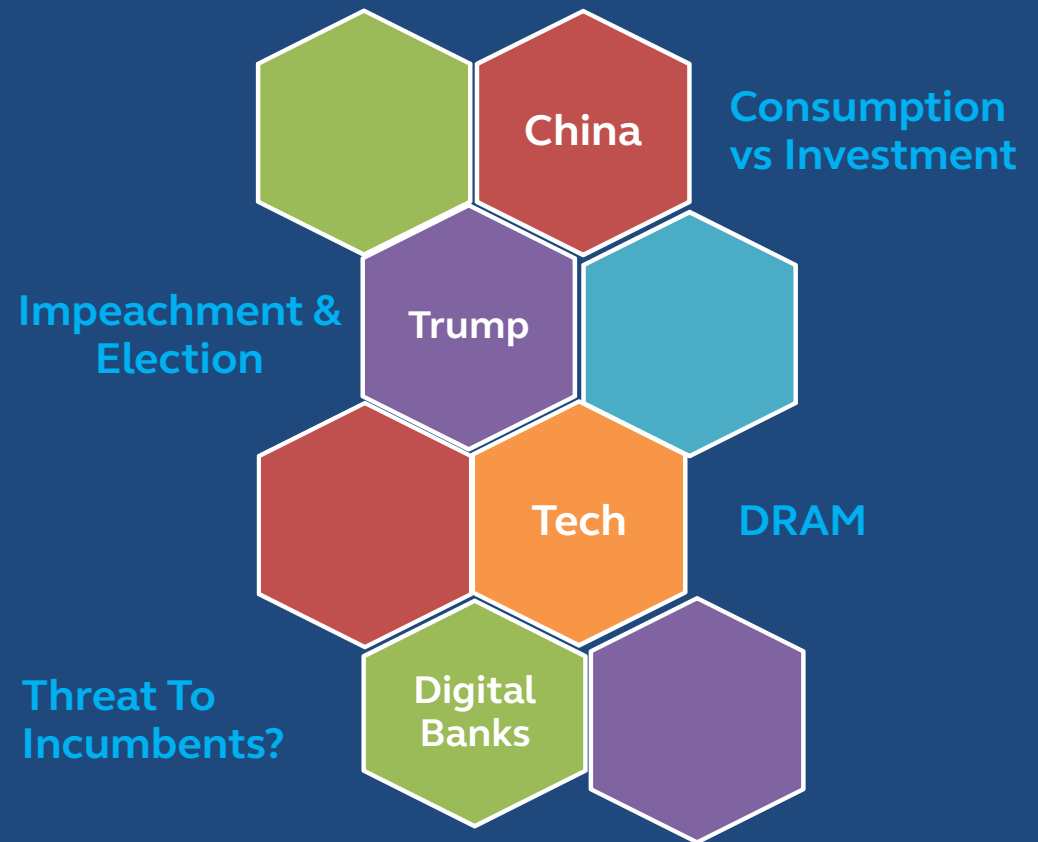 China
Consumption
vs Investment
Impeachment &
Election
Trump
Tech
DRAM
Threat To
Incumbents?
Digital
Banks